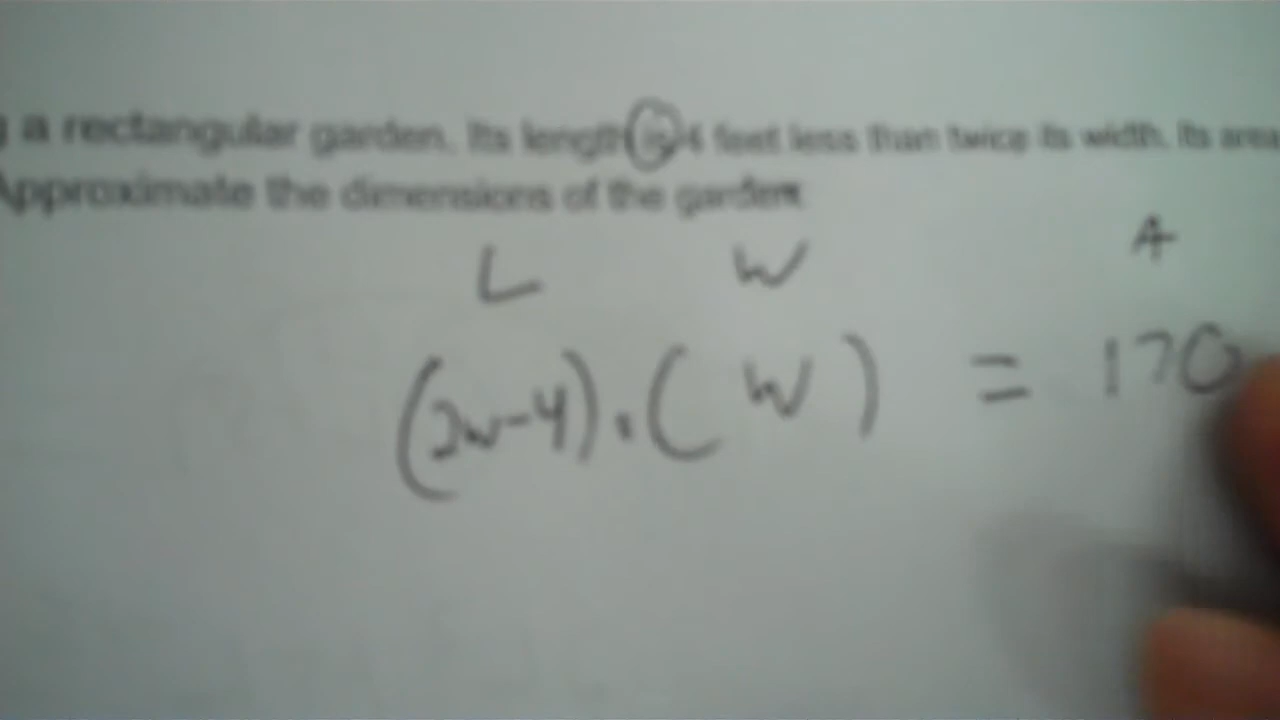 a rectangular garden. Its length is 4 feet less than twice its width. Its area
Approximate the dimensions of the garden
L W A
(2w-4).( W ) = 170